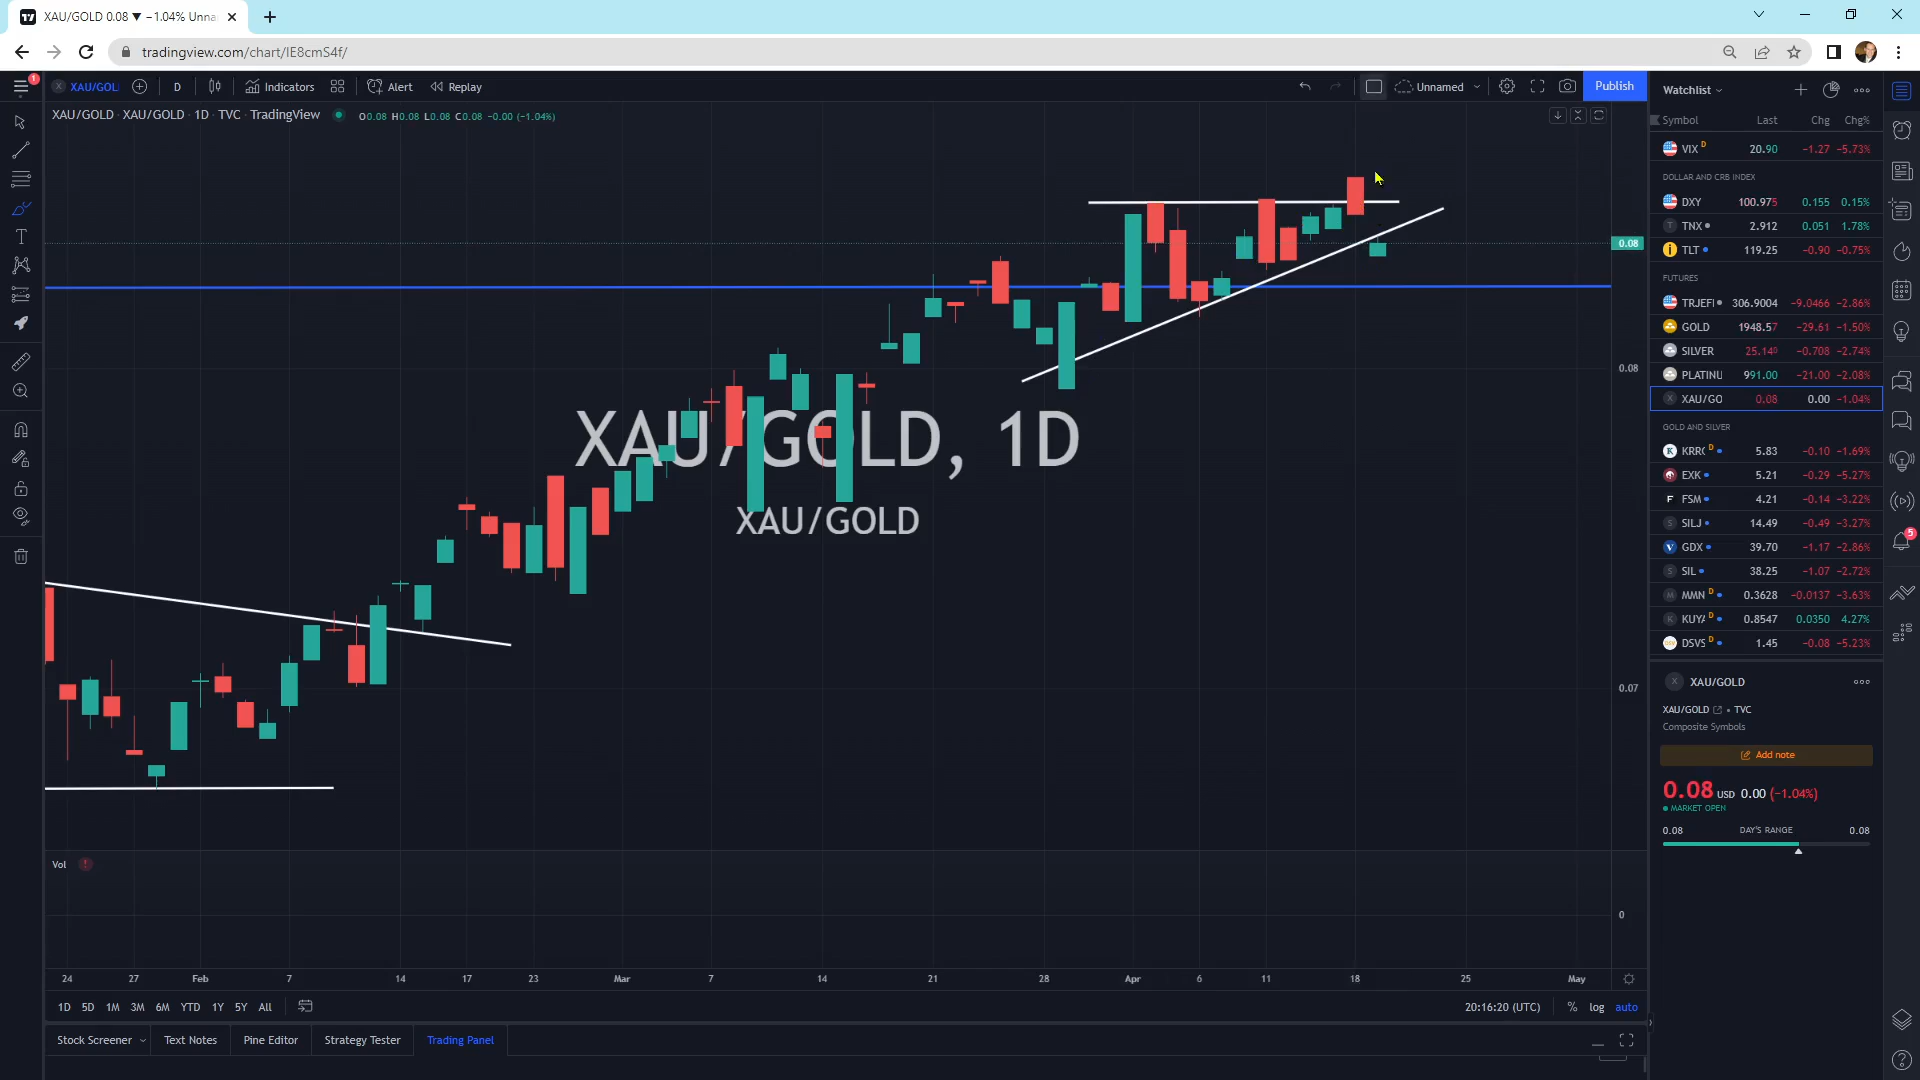 XAU/GOLD 0.08 ▼ −1.04% Unna
tradingview.com/chart/IE8cmS4f/
1
XAU/GOL
D
Indicators
Alert
Replay
Unnamed
Publish
XAU/GOLD · XAU/GOLD · 1D · TVC · TradingView
O0.08 H0.08 L0.08 C0.08 −0.00 (−1.04%)
XAU/GOLD, 1D
XAU/GOLD
0.08
0.08
0.07
Vol
0
24 27 Feb 7 14 17 23 Mar 7 14 21 28 Apr 6 11 18 25 May
1D 5D 1M 3M 6M YTD 1Y 5Y All
20:16:20 (UTC) % log auto
Stock Screener Text Notes Pine Editor Strategy Tester Trading Panel
Watchlist
Symbol Last Chg Chg%
VIX D 20.90 −1.27 −5.73%
DOLLAR AND CRB INDEX
DXY 100.975 0.155 0.15%
TNX 2.912 0.051 1.78%
TLT 119.25 −0.90 −0.75%
FUTURES
TRJEFI 306.9004 −9.0466 −2.86%
GOLD 1948.57 −29.61 −1.50%
SILVER 25.140 −0.708 −2.74%
PLATINU 991.00 −21.00 −2.08%
XAU/GO 0.08 0.00 −1.04%
GOLD AND SILVER
KRRC D 5.83 −0.10 −1.69%
EXK 5.21 −0.29 −5.27%
FSM 4.21 −0.14 −3.22%
SILJ 14.49 −0.49 −3.27%
GDX 39.70 −1.17 −2.86%
SIL 38.25 −1.07 −2.72%
MMN D 0.3628 −0.0137 −3.63%
KUYA D 0.8547 0.0350 4.27%
DSVS D 1.45 −0.08 −5.23%
5
XAU/GOLD
XAU/GOLD • TVC
Composite Symbols
Add note
0.08 USD 0.00 (−1.04%)
MARKET OPEN
0.08 DAY'S RANGE 0.08